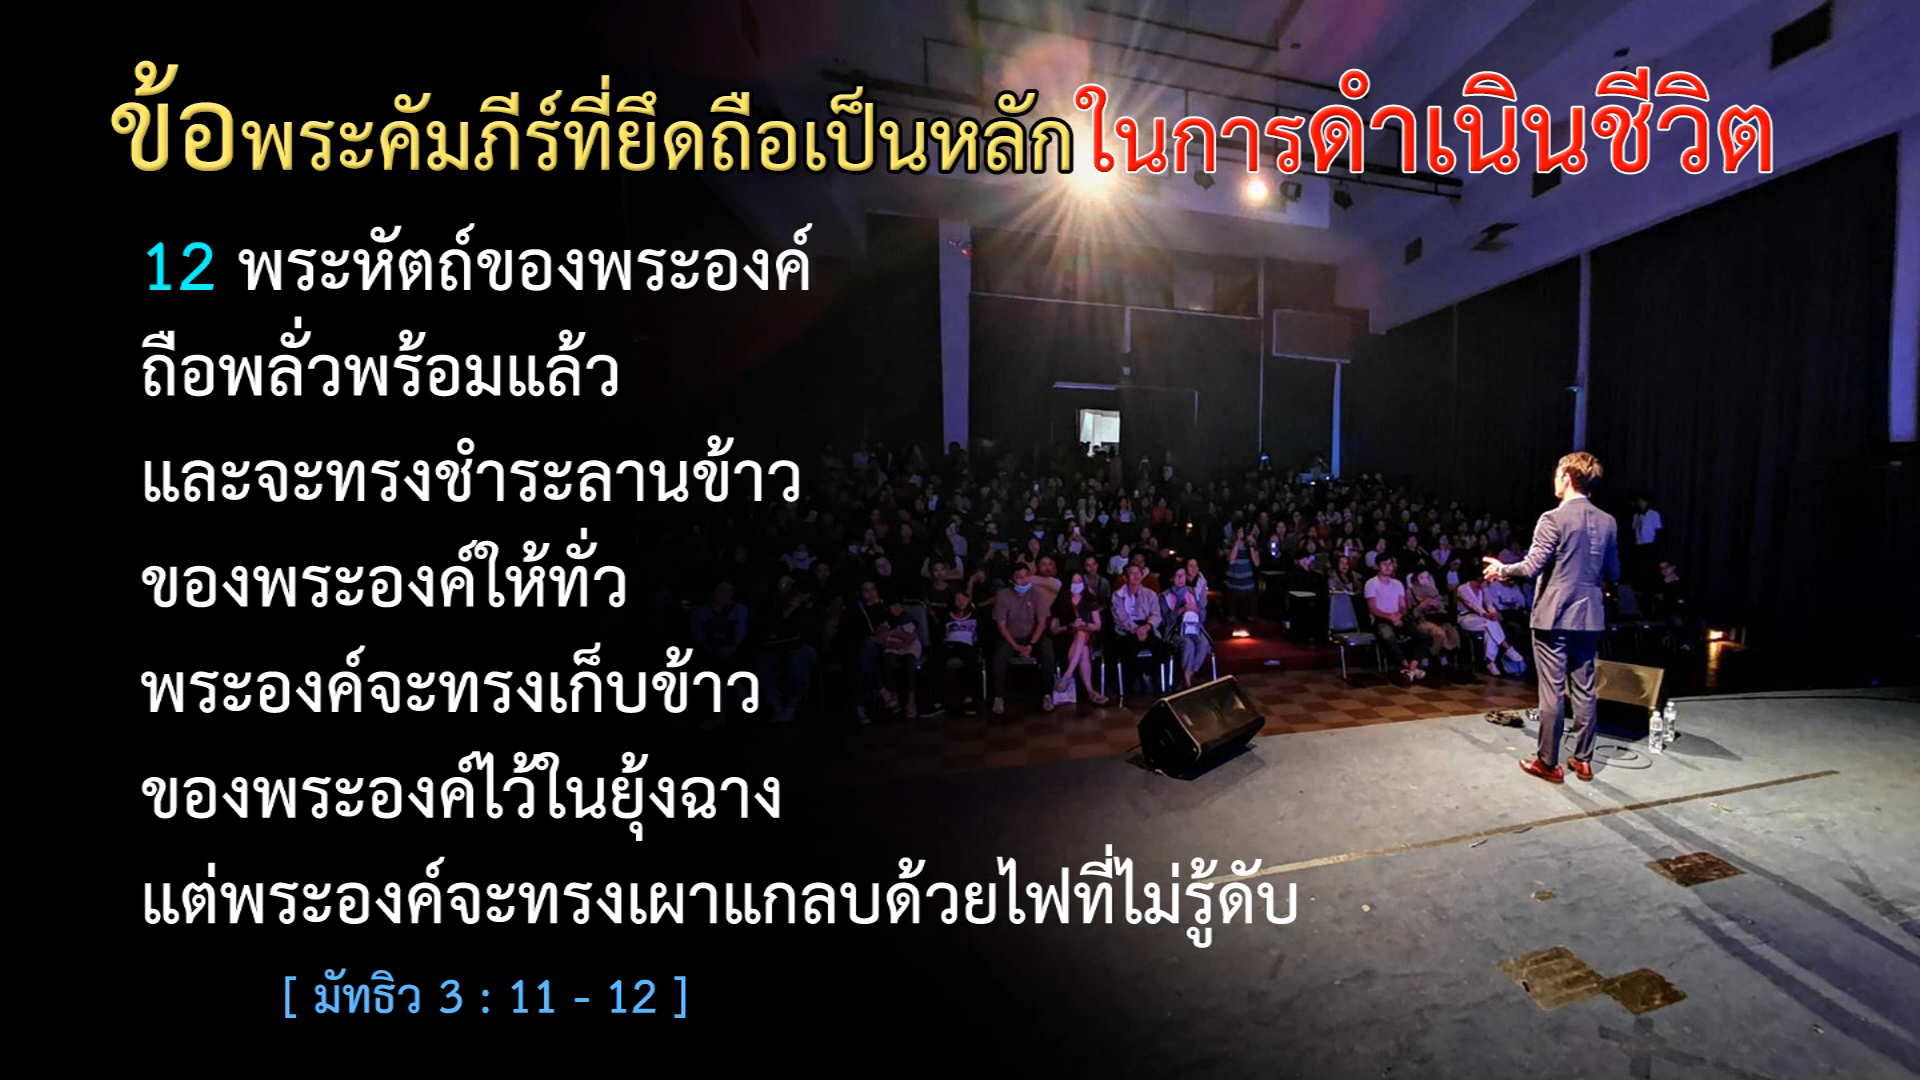 ข้อพระคัมภีร์ที่ยึดถือเป็นหลักในการดำเนินชีวิต
12 พระหัตถ์ของพระองค์
ถือพลั่วพร้อมแล้ว
และจะทรงชำระลานข้าว
ของพระองค์ให้ทั่ว
พระองค์จะทรงเก็บข้าว
ของพระองค์ไว้ในยุ้งฉาง
แต่พระองค์จะทรงเผาแกลบด้วยไฟที่ไม่รู้ดับ
[ มัทธิว 3 : 11 - 12 ]